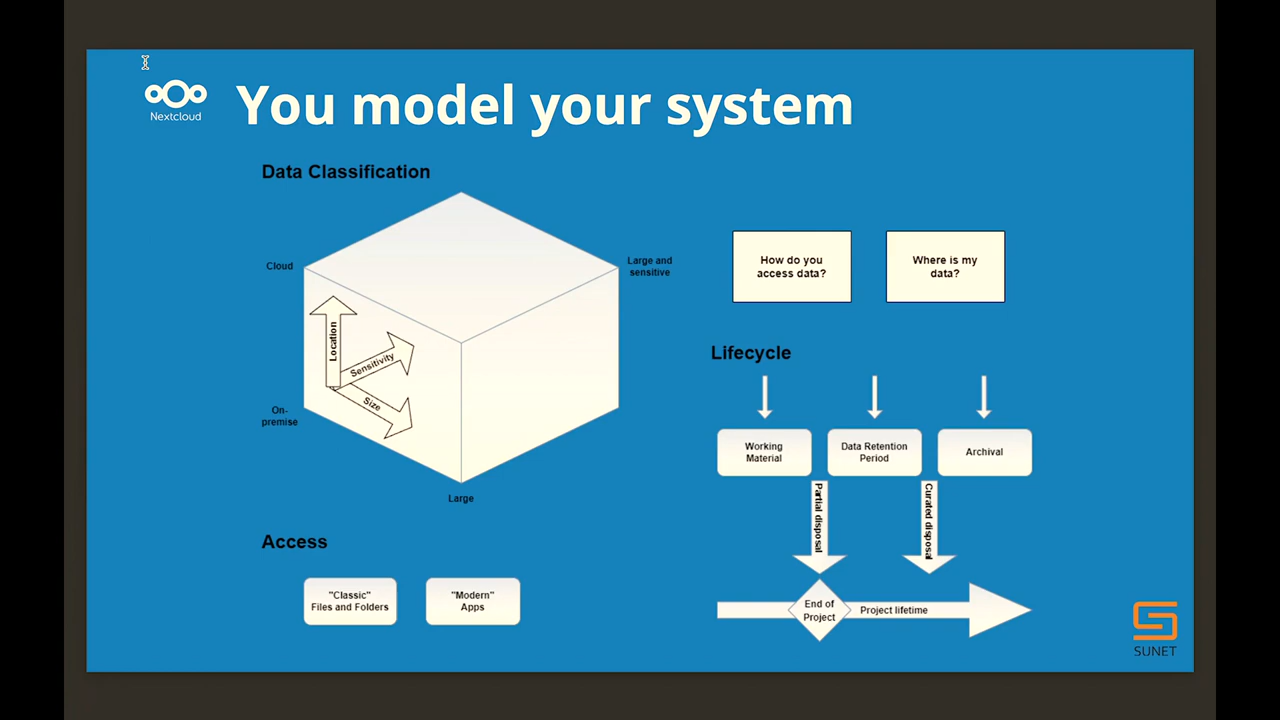 Nextcloud
You model your system
Data Classification
Cloud
Large and
sensitive
Location
Sensitivity
Size
On-
premise
Large
How do you
access data?
Where is my
data?
Lifecycle
Working
Material
Data Retention
Period
Archival
Partial disposal
Curated disposal
End of
Project
Project lifetime
Access
"Classic"
Files and Folders
"Modern"
Apps
SUNET